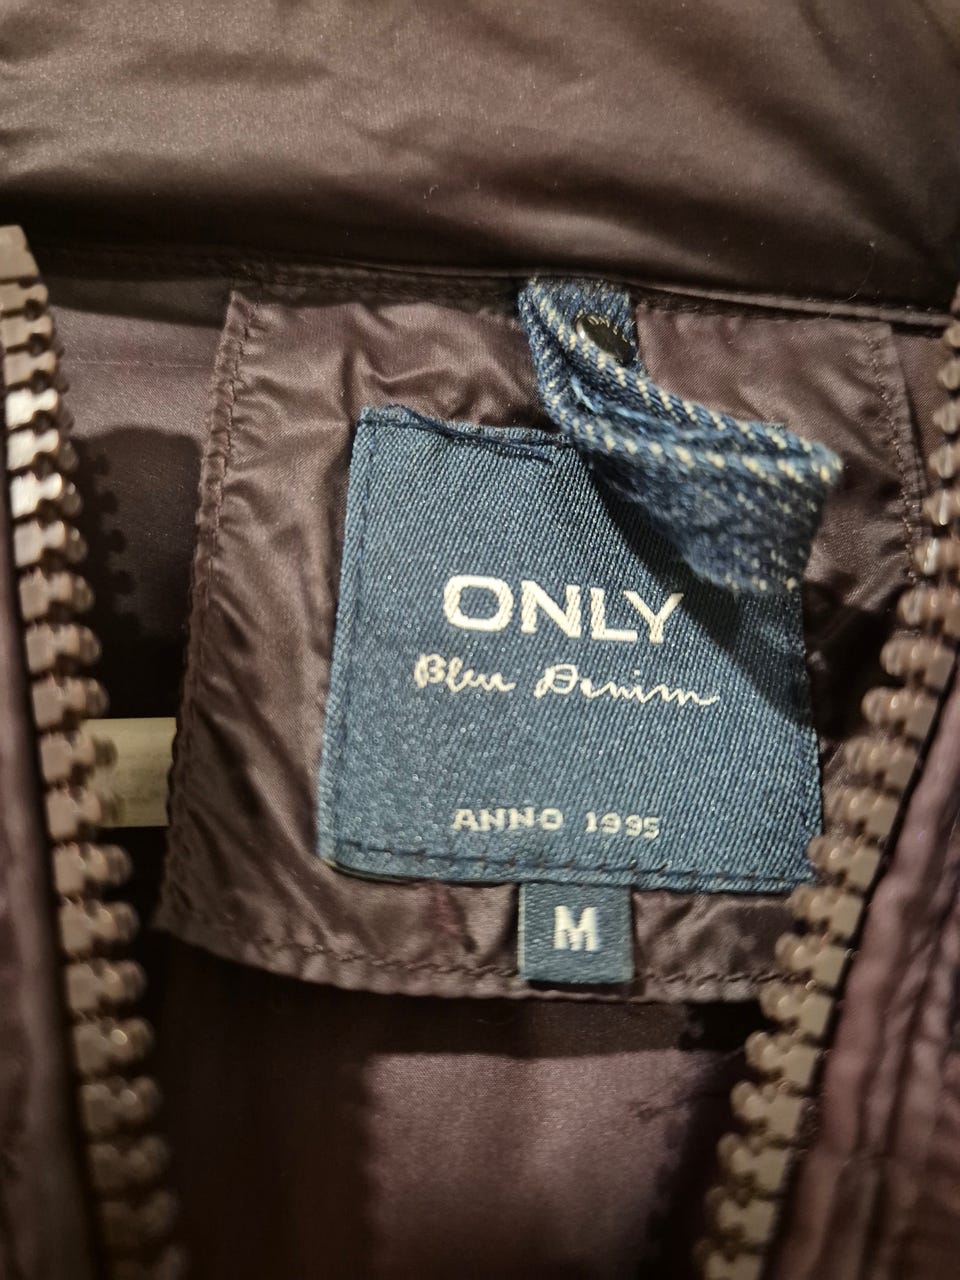 ONLY
Blue Denim
ANNO 1995
M